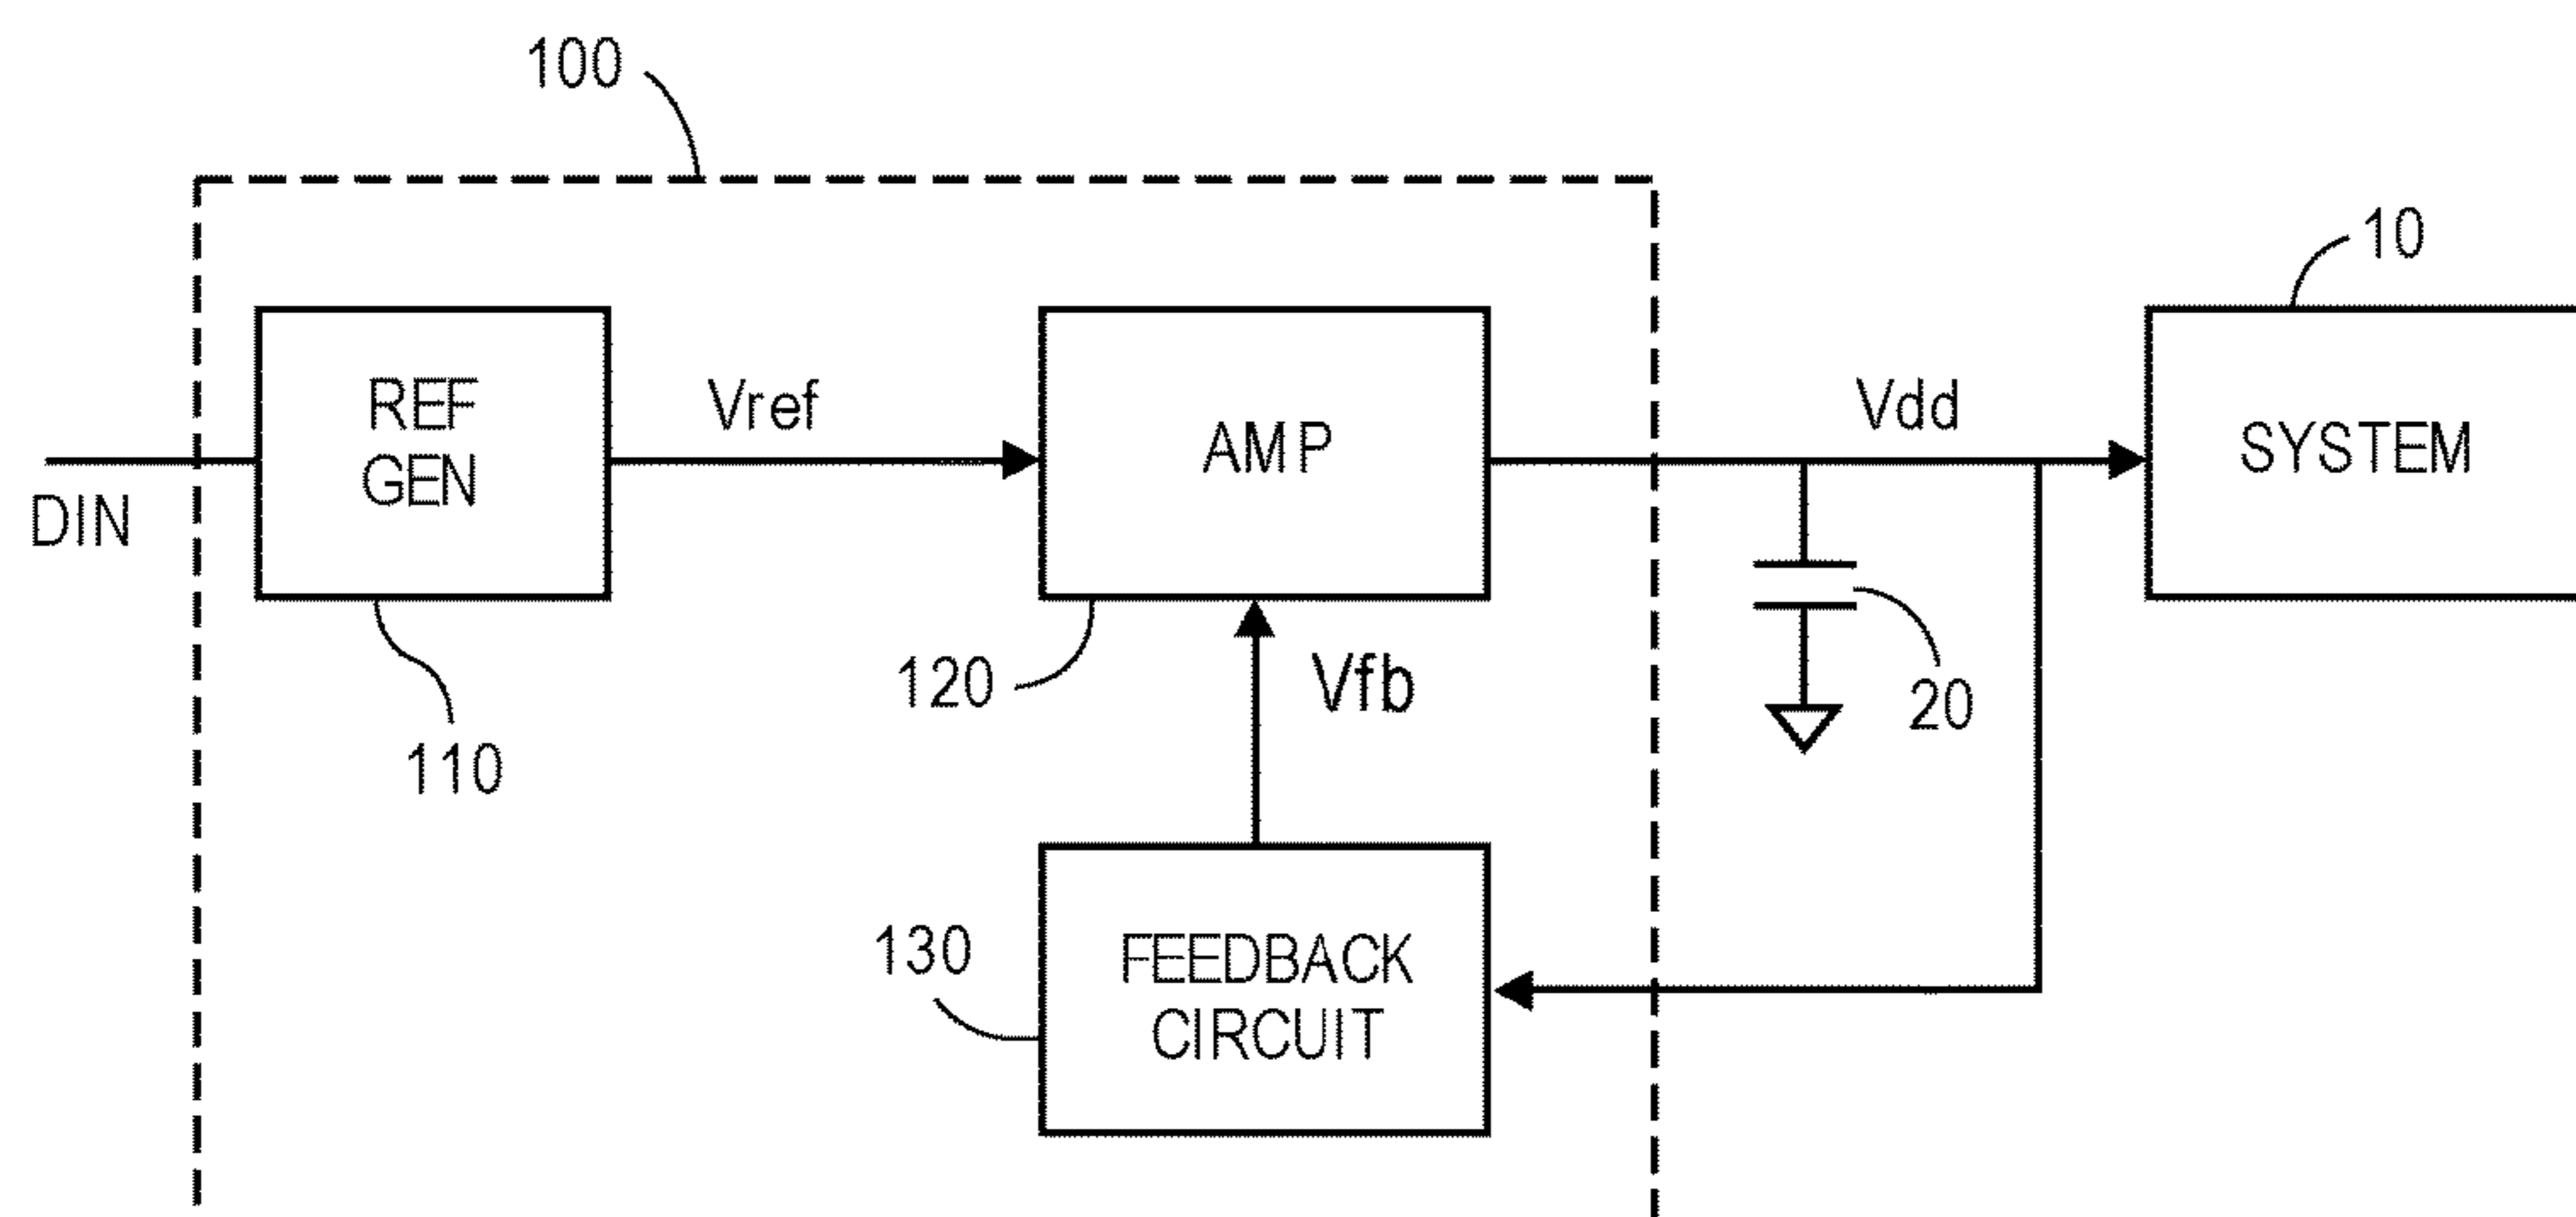 100
10
REF
GEN
Vref
AMP
Vdd
SYSTEM
DIN
110
120
Vfb
20
130
FEEDBACK
CIRCUIT